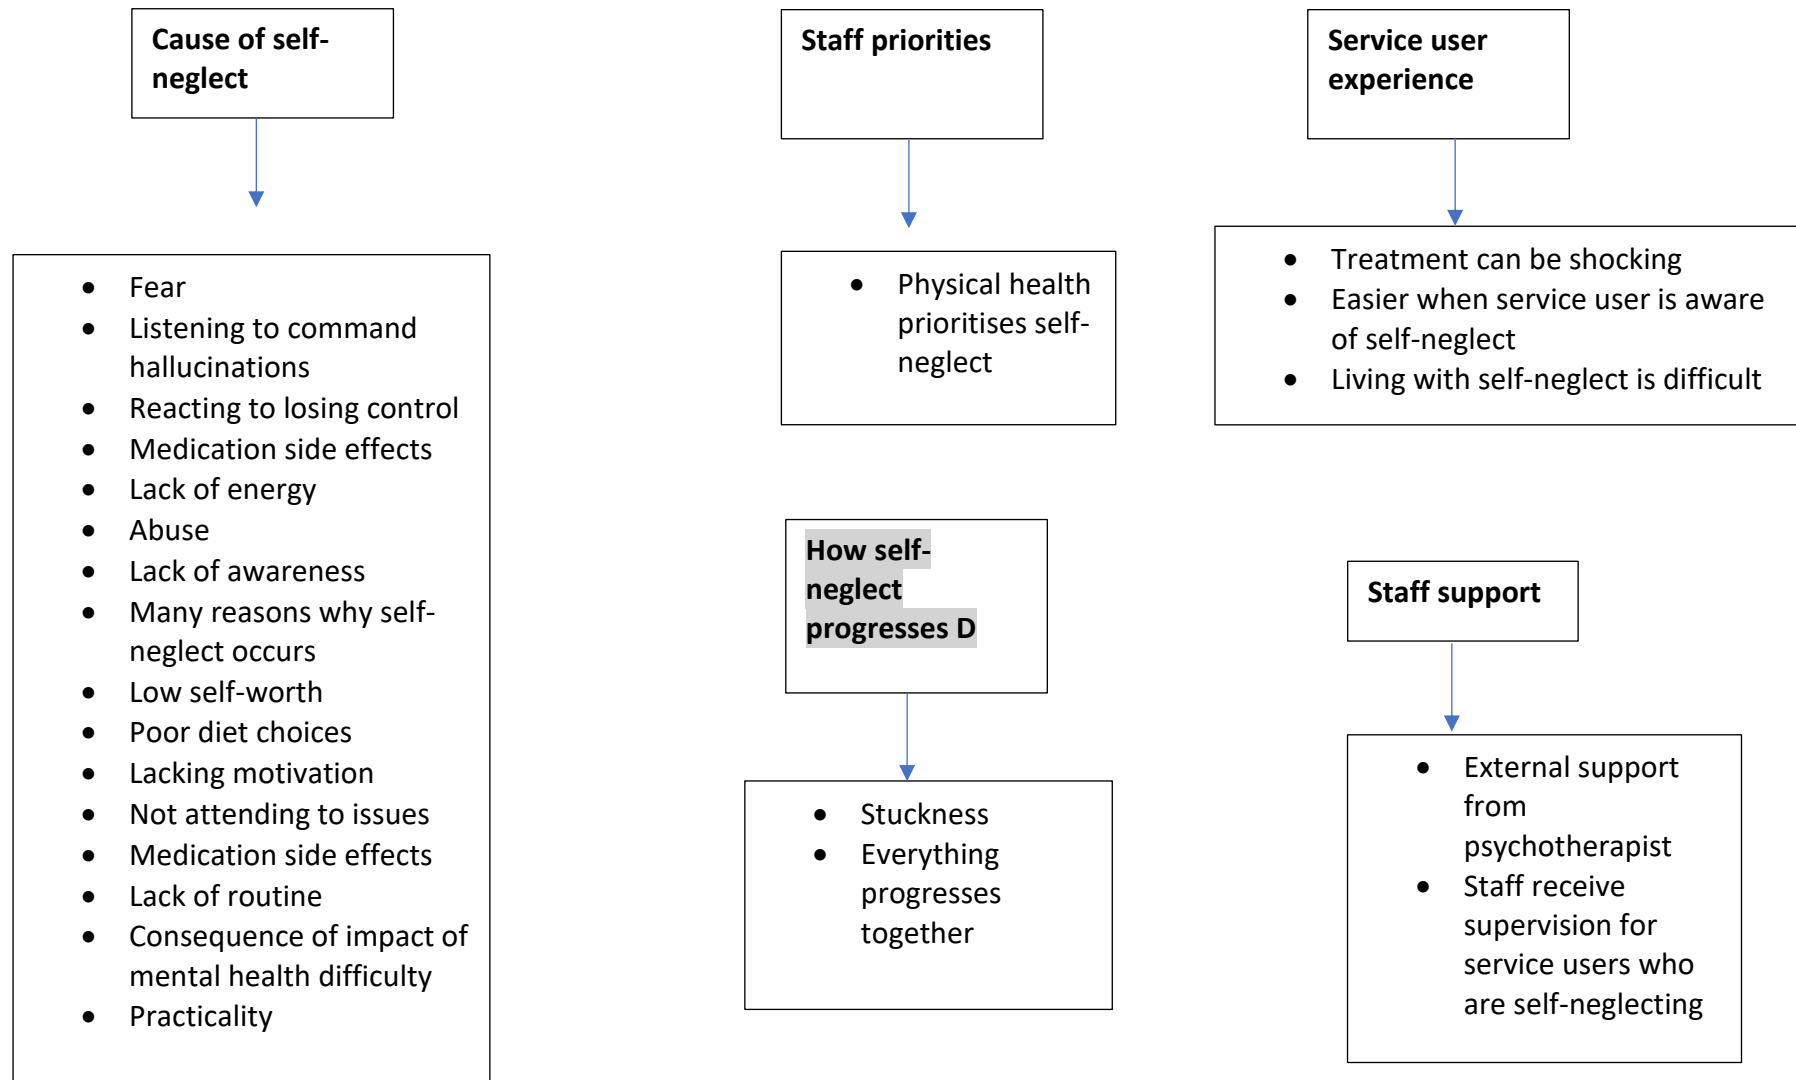 Cause of self-
neglect
• Fear
• Listening to command
hallucinations
• Reacting to losing control
• Medication side effects
• Lack of energy
• Abuse
• Lack of awareness
• Many reasons why self-
neglect occurs
• Low self-worth
• Poor diet choices
• Lacking motivation
• Not attending to issues
• Medication side effects
• Lack of routine
• Consequence of impact of
mental health difficulty
• Practicality
Staff priorities
• Physical health
prioritises self-
neglect
How self-
neglect
progresses D
• Stuckness
• Everything
progresses
together
Service user
experience
• Treatment can be shocking
• Easier when service user is aware
of self-neglect
• Living with self-neglect is difficult
Staff support
• External support
from
psychotherapist
• Staff receive
supervision for
service users who
are self-neglecting